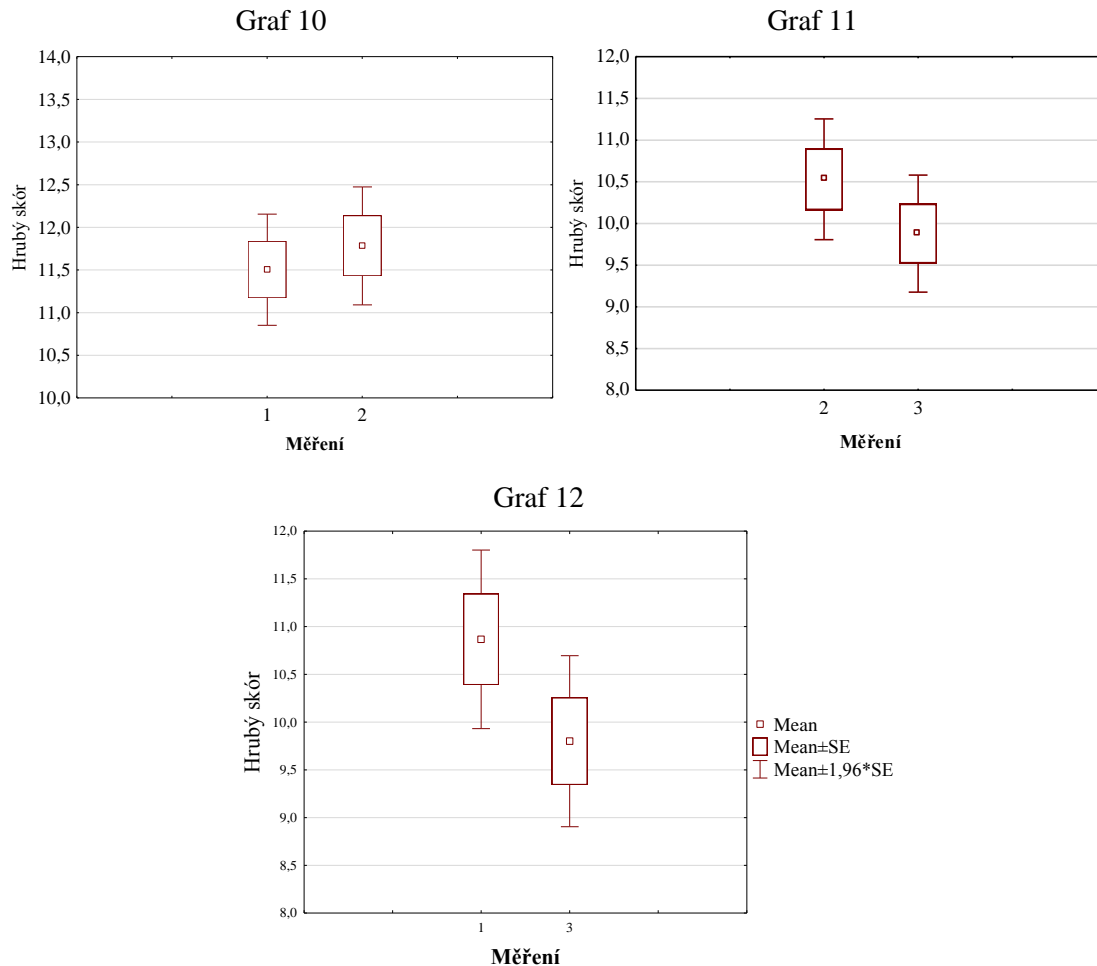 Graf 10
14,0
13,5
13,0
12,5
12,0
11,5
11,0
10,5
10,0
Hrubý skór
1 2
Měření
Graf 11
12,0
11,5
11,0
10,5
10,0
9,5
9,0
8,5
8,0
Hrubý skór
2 3
Měření
Graf 12
12,0
11,5
11,0
10,5
10,0
9,5
9,0
8,5
8,0
Hrubý skór
1 3
Měření
Mean
Mean±SE
Mean±1,96*SE